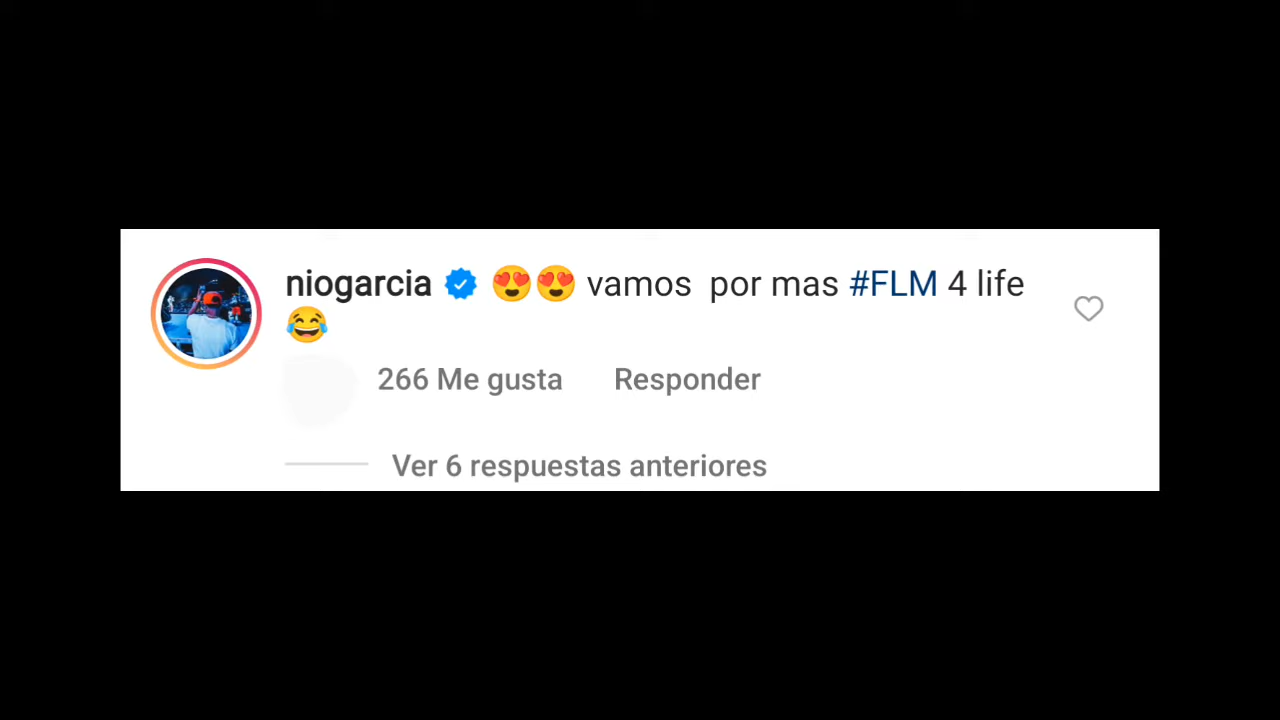 niogarcia 😍😍 vamos por mas #FLM 4 life
😂
266 Me gusta Responder
Ver 6 respuestas anteriores